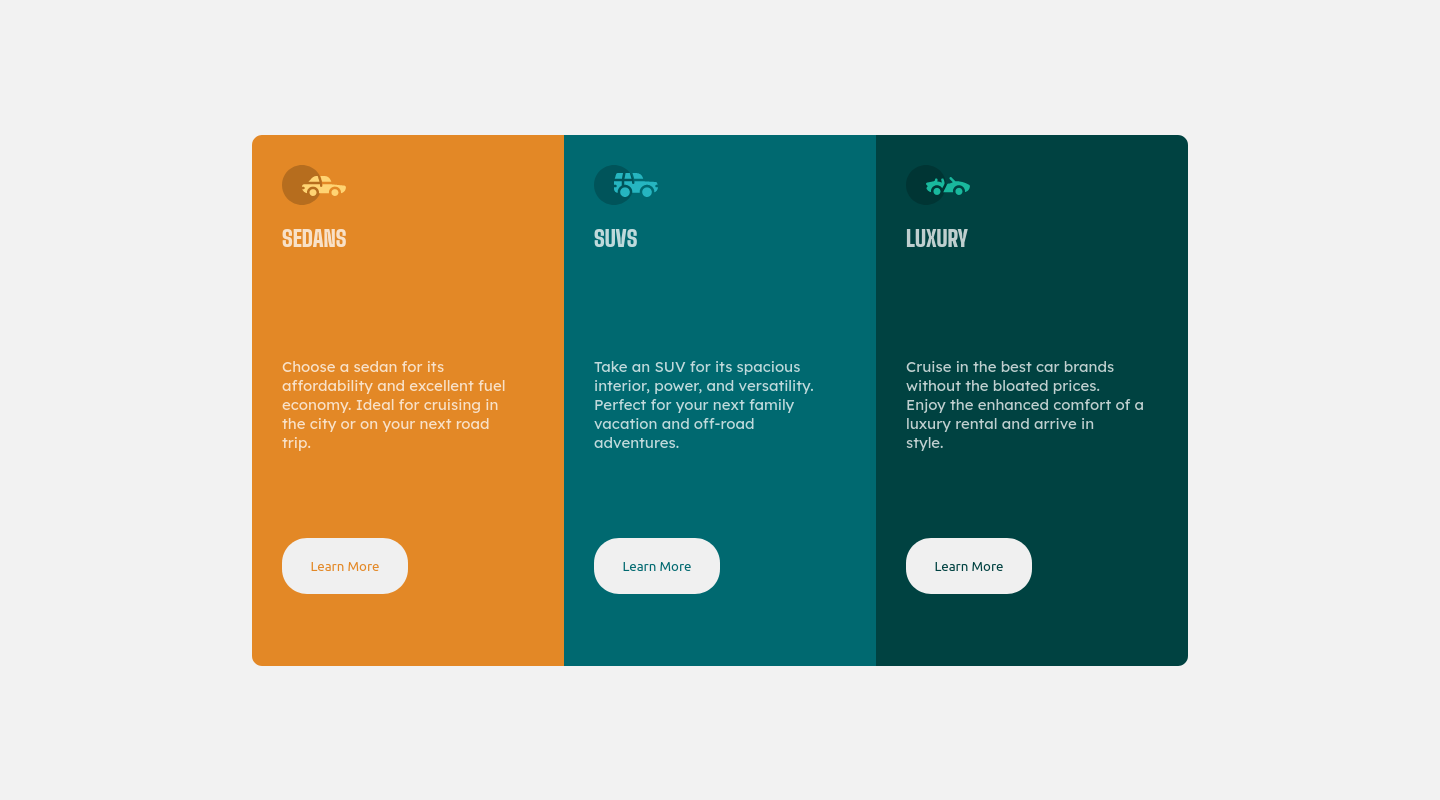 SEDANS
Choose a sedan for its
affordability and excellent fuel
economy. Ideal for cruising in
the city or on your next road
trip.
Learn More
SUVS
Take an SUV for its spacious
interior, power, and versatility.
Perfect for your next family
vacation and off-road
adventures.
Learn More
LUXURY
Cruise in the best car brands
without the bloated prices.
Enjoy the enhanced comfort of a
luxury rental and arrive in
style.
Learn More